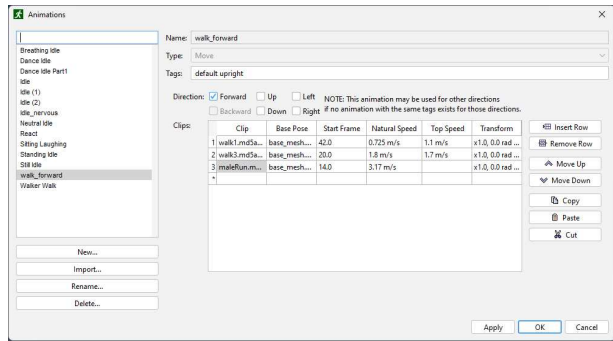 Animations
Name: walk_forward
Type: Move
Tags: default upright
Breathing Idle
Dance Idle
Dance Idle Part1
Idle
Idle (1)
Idle (2)
Idle_nervous
Neutral Idle
React
Sitting Laughing
Standing Idle
Still Idle
walk_forward
Walker Walk
New...
Import...
Rename...
Delete...
Direction: Forward Up Left
Backward Down Right
NOTE: This animation may be used for other directions
if no animation with the same tags exists for those directions.
Clips:
Clip Base Pose Start Frame Natural Speed Top Speed Transform
1 walk1.md5a... base_mesh.... 42.0 0.725 m/s 1.1 m/s x1.0, 0.0 rad ...
2 walk3.md5a... base_mesh.... 20.0 1.8 m/s 1.7 m/s x1.0, 0.0 rad ...
3 maleRun.m... base_mesh.... 14.0 3.17 m/s x1.0, 0.0 rad ...
*
Insert Row
Remove Row
Move Up
Move Down
Copy
Paste
Cut
Apply OK Cancel